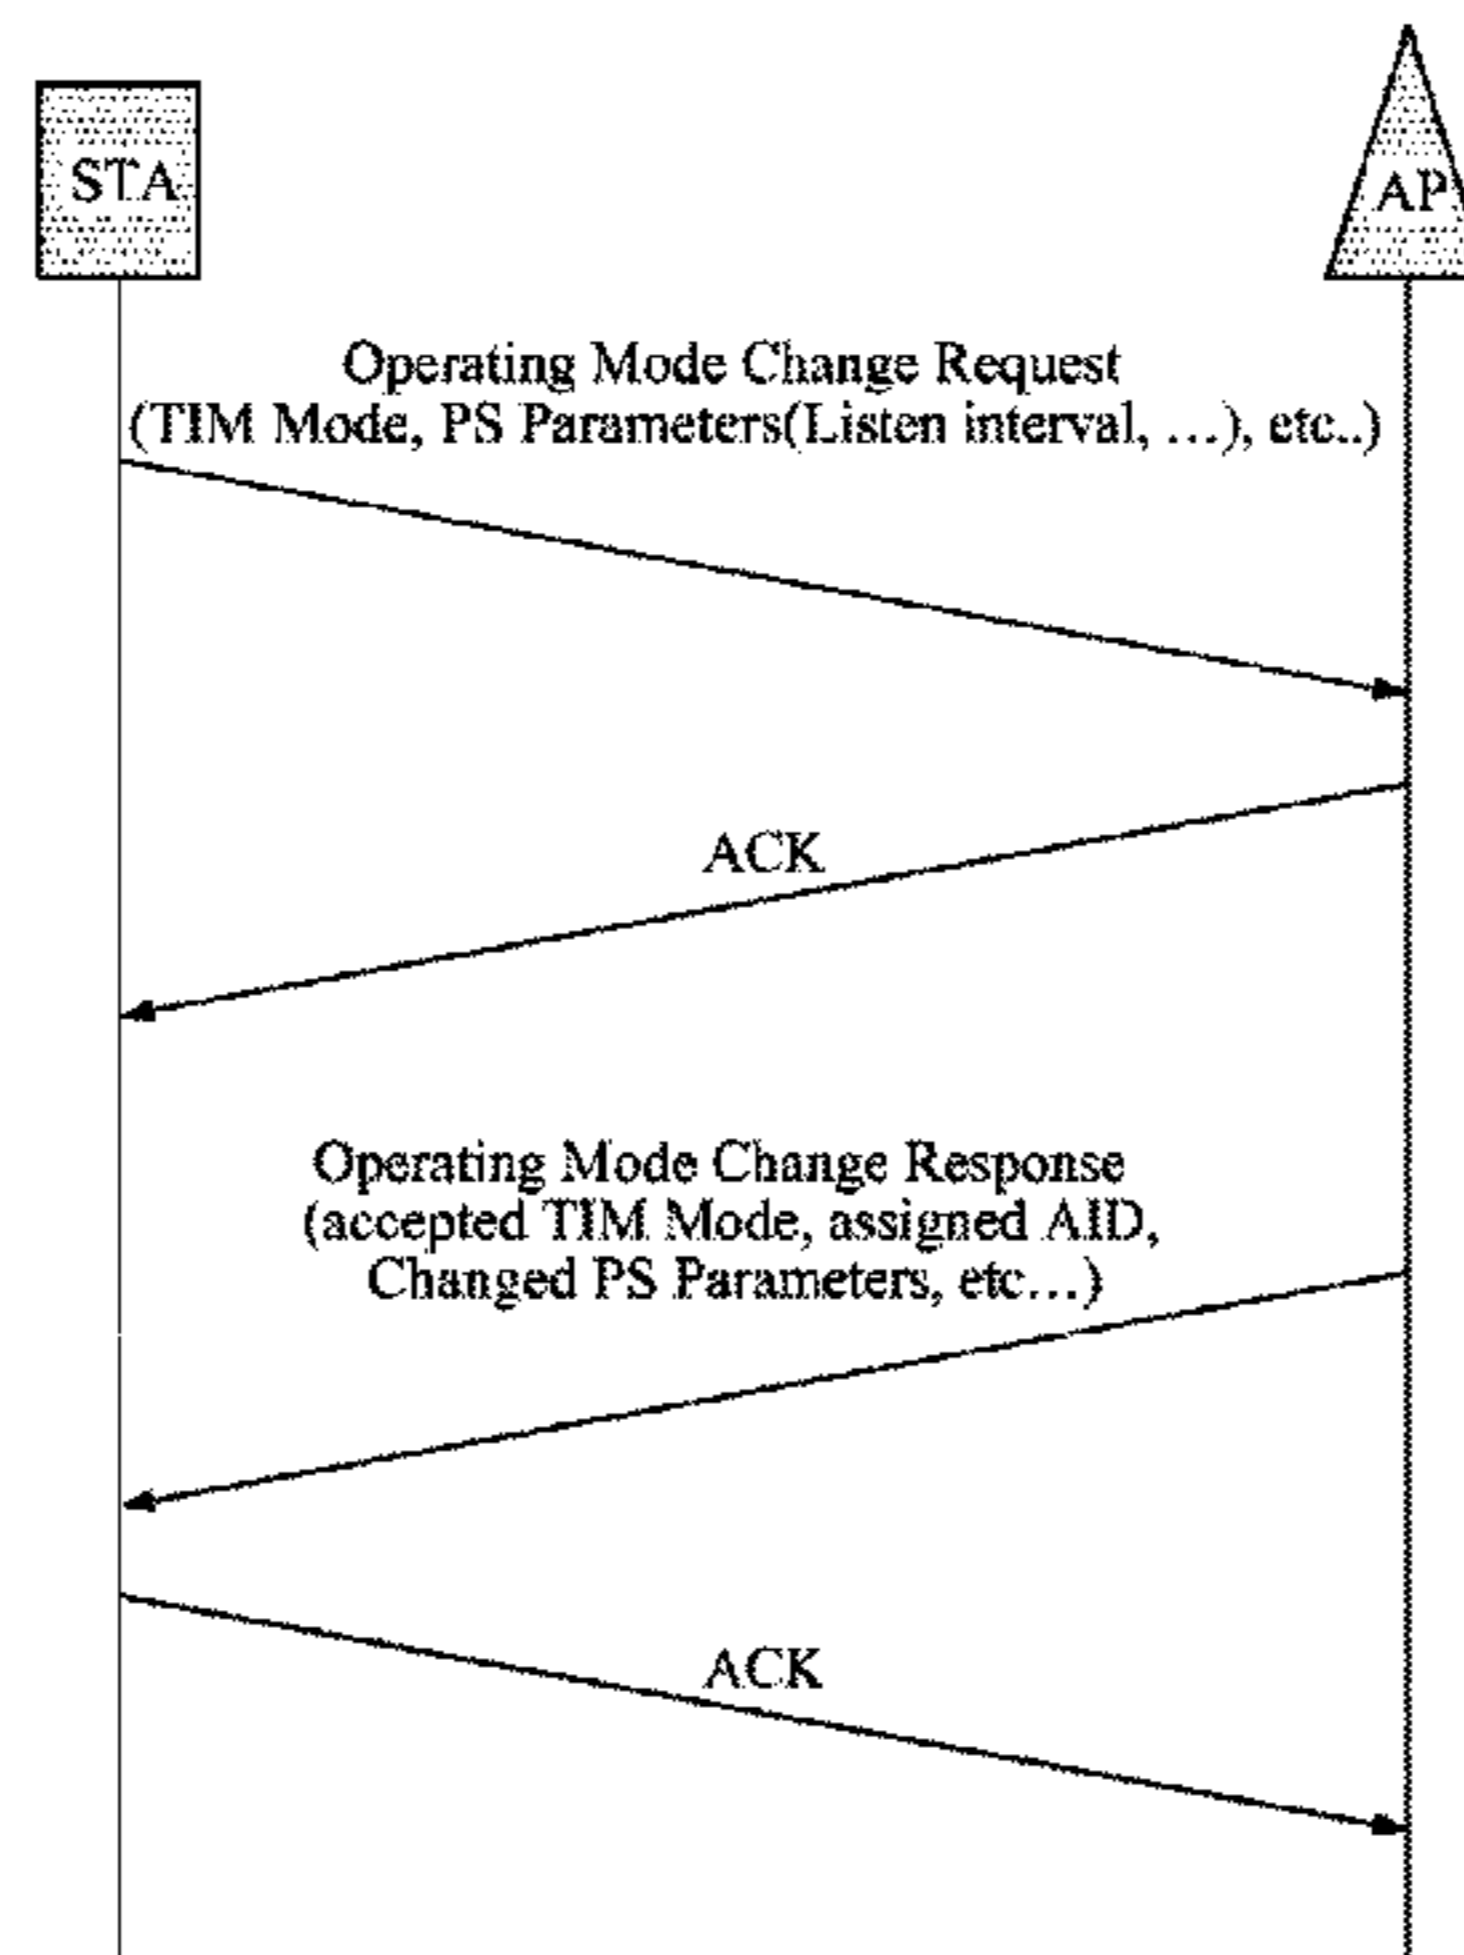 STA
AP
Operating Mode Change Request
(TIM Mode, PS Parameters(Listen interval, …), etc..)
ACK
Operating Mode Change Response
(accepted TIM Mode, assigned AID,
Changed PS Parameters, etc…)
ACK